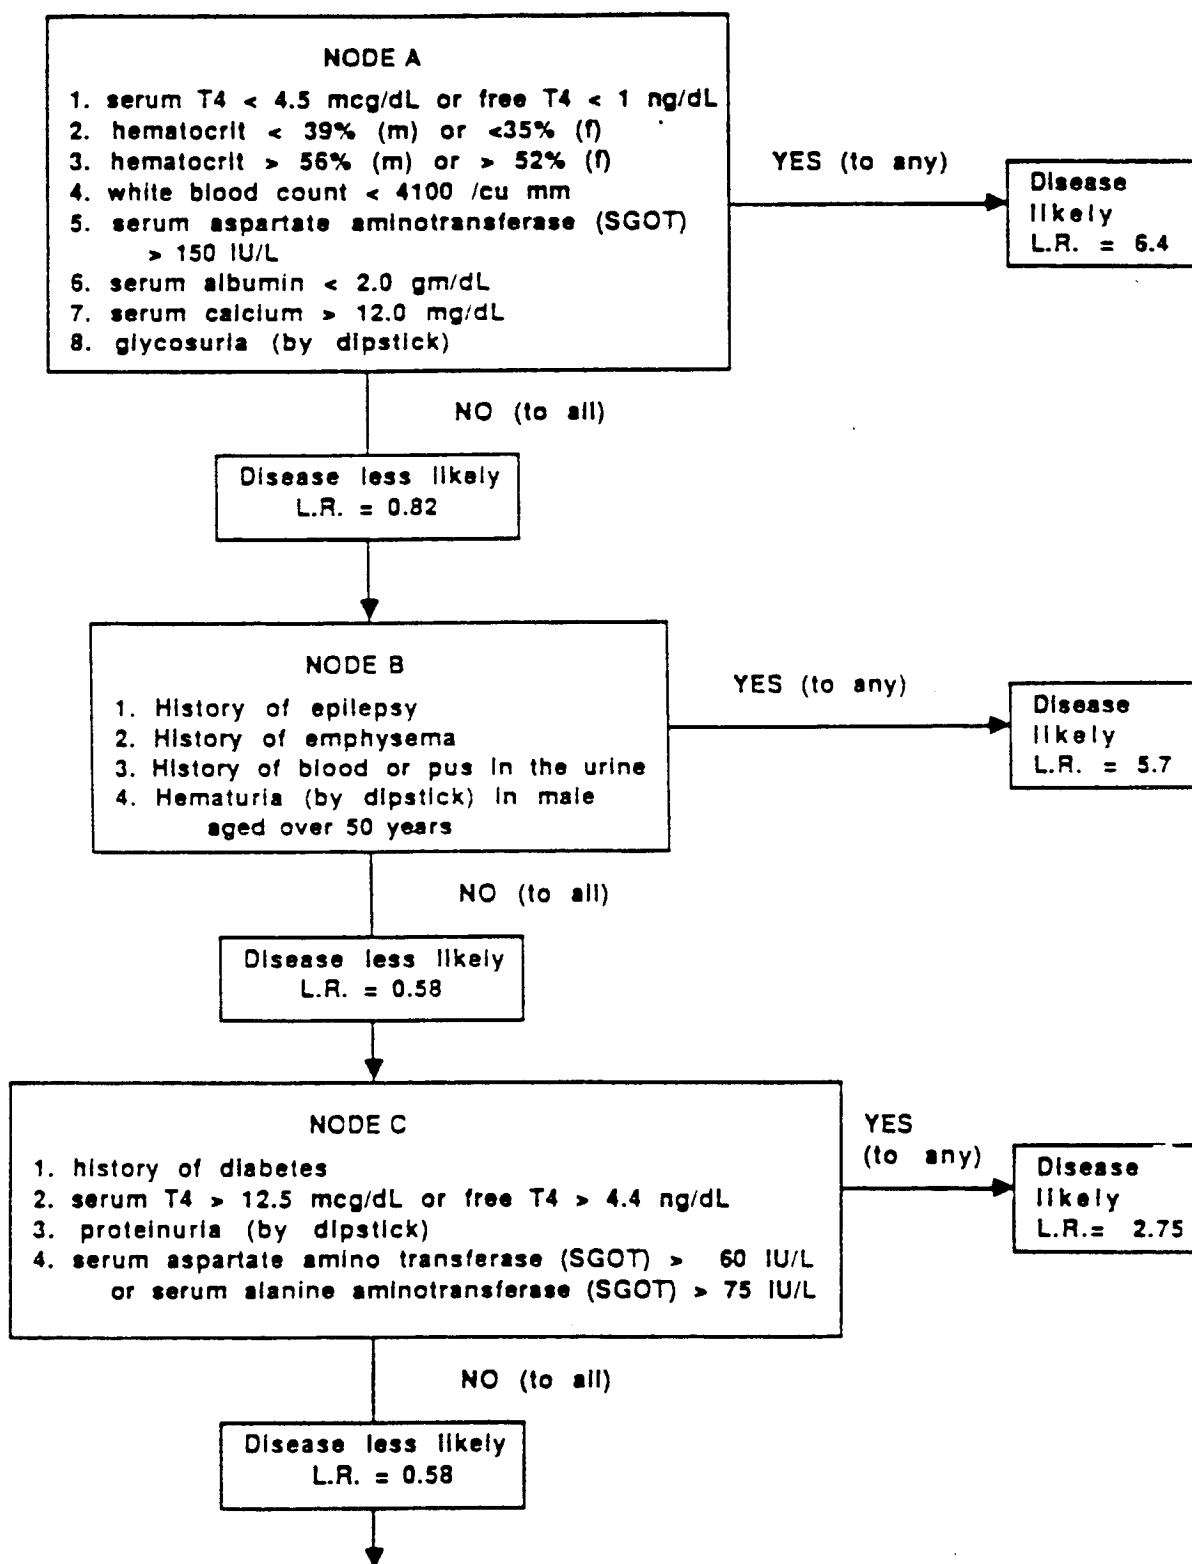 NODE A
1. serum T4 < 4.5 mcg/dL or free T4 < 1 ng/dL
2. hematocrit < 39% (m) or <35% (f)
3. hematocrit > 56% (m) or > 52% (f)
4. white blood count < 4100 /cu mm
5. serum aspartate aminotransferase (SGOT)
> 150 IU/L
6. serum albumin < 2.0 gm/dL
7. serum calcium > 12.0 mg/dL
8. glycosuria (by dipstick)
YES (to any)
Disease
likely
L.R. = 6.4
NO (to all)
Disease less likely
L.R. = 0.82
NODE B
1. History of epilepsy
2. History of emphysema
3. History of blood or pus in the urine
4. Hematuria (by dipstick) in male
aged over 50 years
YES (to any)
Disease
likely
L.R. = 5.7
NO (to all)
Disease less likely
L.R. = 0.58
NODE C
1. history of diabetes
2. serum T4 > 12.5 mcg/dL or free T4 > 4.4 ng/dL
3. proteinuria (by dipstick)
4. serum aspartate amino transferase (SGOT) > 60 IU/L
or serum alanine aminotransferase (SGOT) > 75 IU/L
YES
(to any)
Disease
likely
L.R.= 2.75
NO (to all)
Disease less likely
L.R. = 0.58